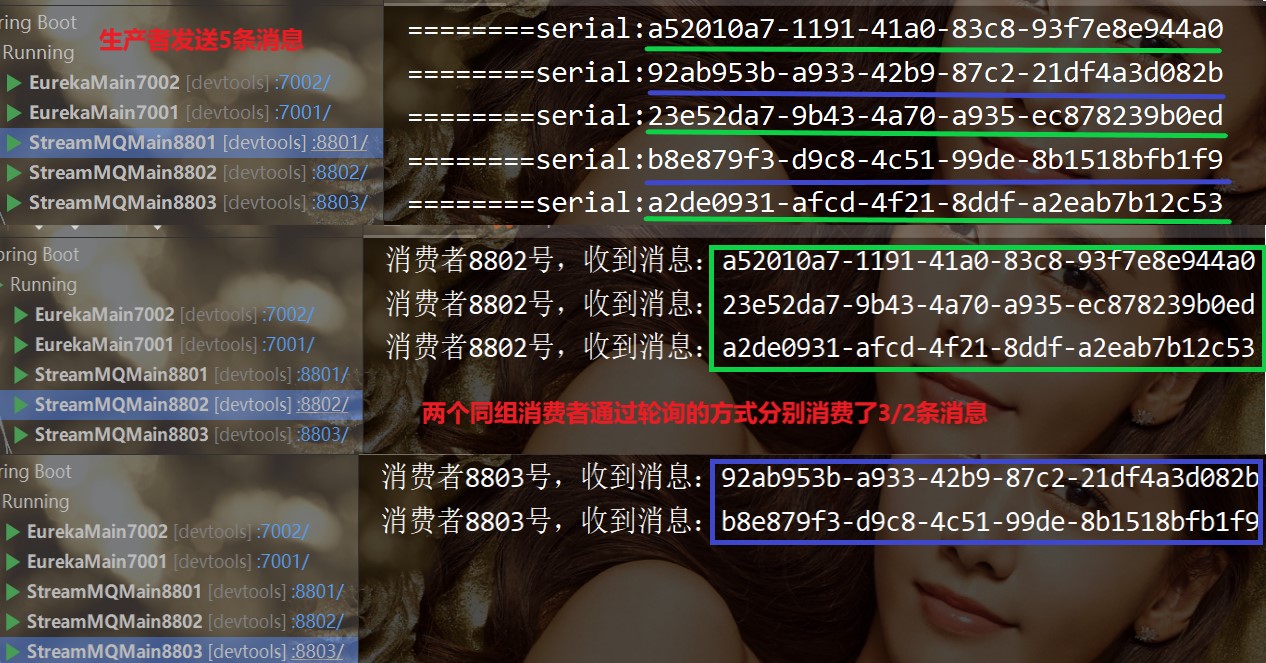 ring Boot
Running
生产者发送5条消息
EurekaMain7002 [devtools] :7002/
EurekaMain7001 [devtools] :7001/
StreamMQMain8801 [devtools] :8801/
StreamMQMain8802 [devtools] :8802/
StreamMQMain8803 [devtools] :8803/
========serial:a52010a7-1191-41a0-83c8-93f7e8e944a0
========serial:92ab953b-a933-42b9-87c2-21df4a3d082b
========serial:23e52da7-9b43-4a70-a935-ec878239b0ed
========serial:b8e879f3-d9c8-4c51-99de-8b1518bfb1f9
========serial:a2de0931-afcd-4f21-8ddf-a2eab7b12c53
oring Boot
Running
EurekaMain7002 [devtools] :7002/
EurekaMain7001 [devtools] :7001/
StreamMQMain8801 [devtools] :8801/
StreamMQMain8802 [devtools] :8802/
StreamMQMain8803 [devtools] :8803/
消费者8802号，收到消息：a52010a7-1191-41a0-83c8-93f7e8e944a0
消费者8802号，收到消息：23e52da7-9b43-4a70-a935-ec878239b0ed
消费者8802号，收到消息：a2de0931-afcd-4f21-8ddf-a2eab7b12c53
两个同组消费者通过轮询的方式分别消费了3/2条消息
ring Boot
Running
EurekaMain7002 [devtools] :7002/
EurekaMain7001 [devtools] :7001/
StreamMQMain8801 [devtools] :8801/
StreamMQMain8802 [devtools] :8802/
StreamMQMain8803 [devtools] :8803/
消费者8803号，收到消息：92ab953b-a933-42b9-87c2-21df4a3d082b
消费者8803号，收到消息：b8e879f3-d9c8-4c51-99de-8b1518bfb1f9